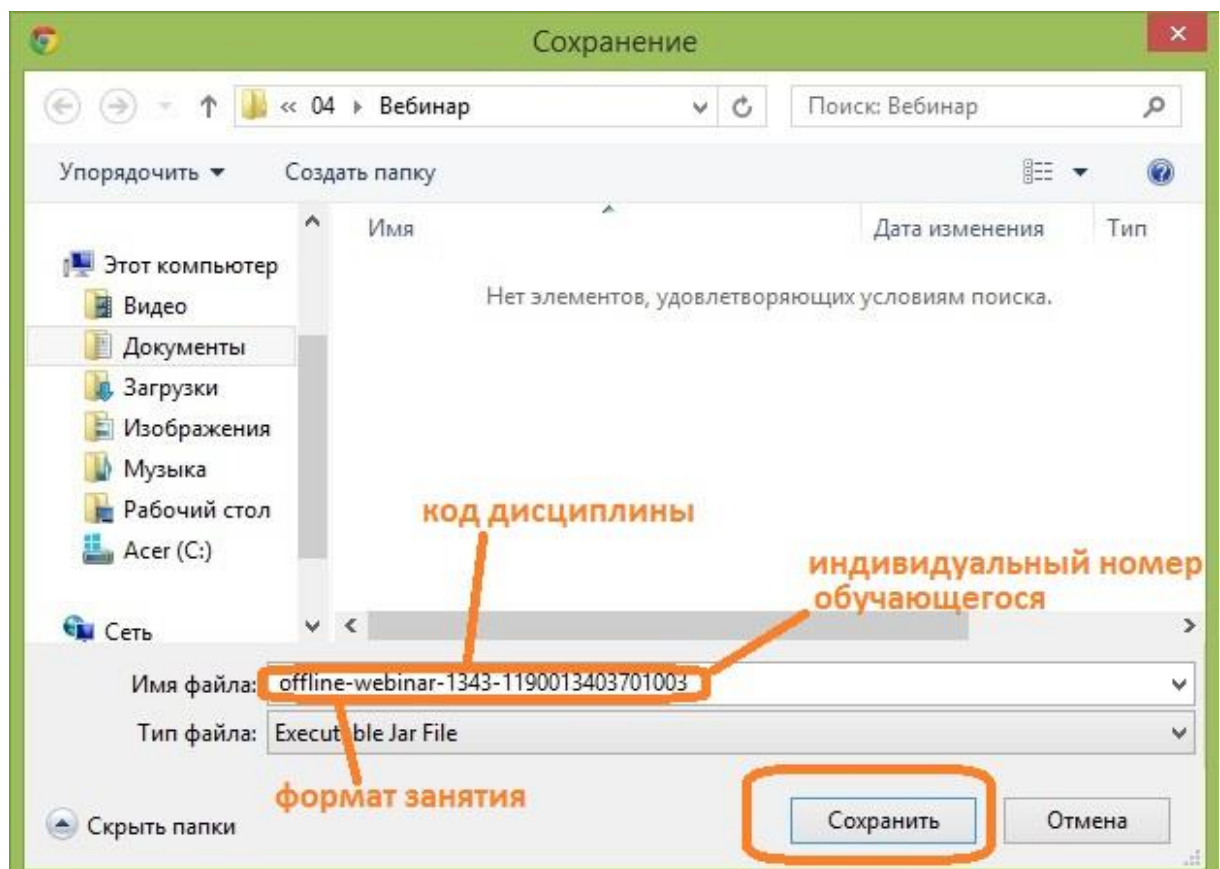 Сохранение
« 04 Вебинар
Поиск: Вебинар
Упорядочить
Создать папку
Имя
Дата изменения
Тип
Нет элементов, удовлетворяющих условиям поиска.
Этот компьютер
Видео
Документы
Загрузки
Изображения
Музыка
Рабочий стол
Acer (C:)
Сеть
код дисциплины
индивидуальный номер
обучающегося
Имя файла: offline-webinar-1343-1190013403701003
Тип файла: Executable Jar File
формат занятия
Скрыть папки
Сохранить
Отмена